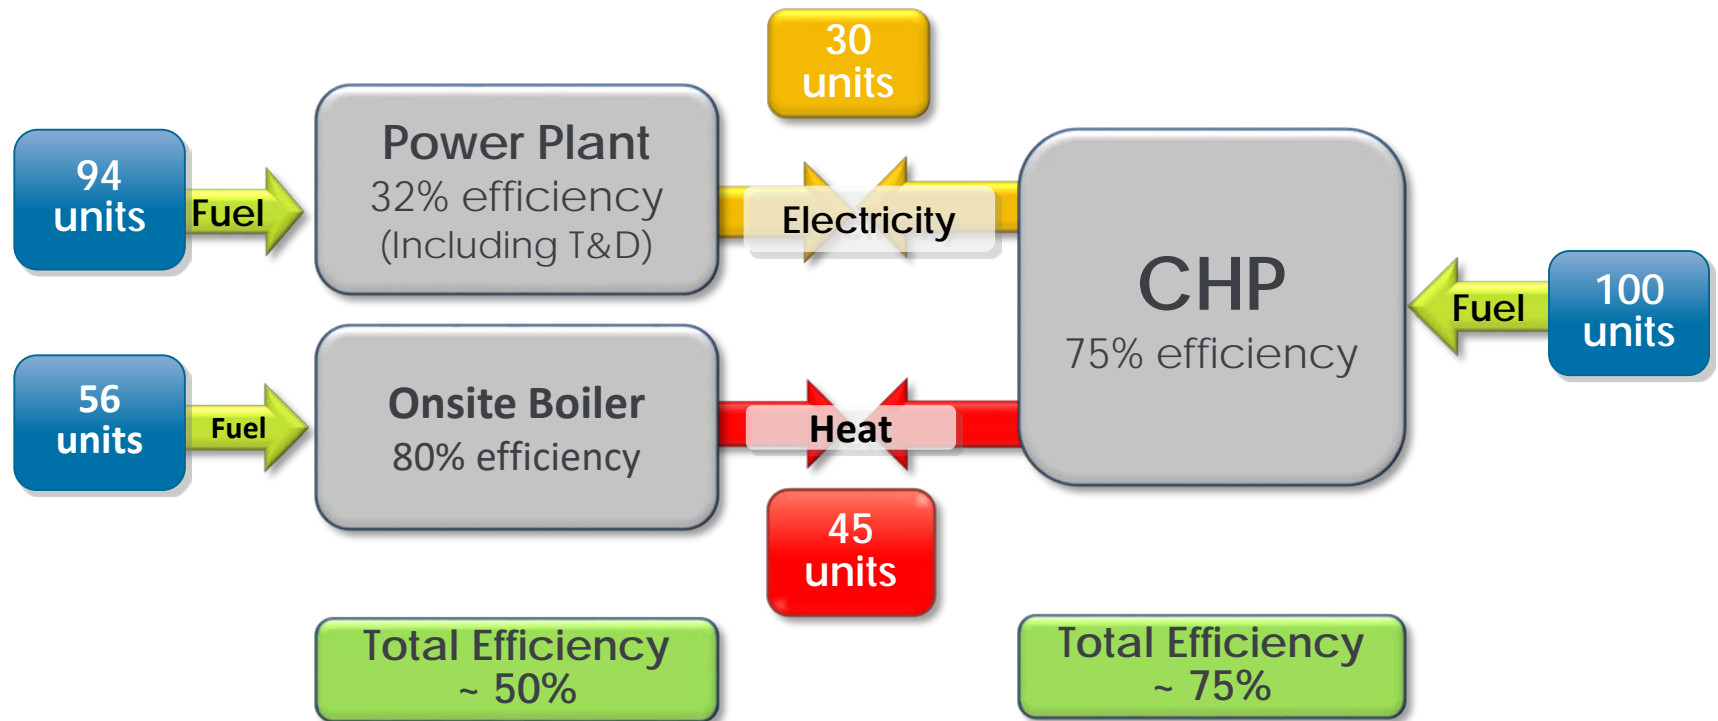 30
units
Power Plant
32% efficiency
(Including T&D)
94
units
Fuel
Electricity
CHP
75% efficiency
Fuel
100
units
56
units
Fuel
Onsite Boiler
80% efficiency
Heat
45
units
Total Efficiency
~ 50%
Total Efficiency
~ 75%